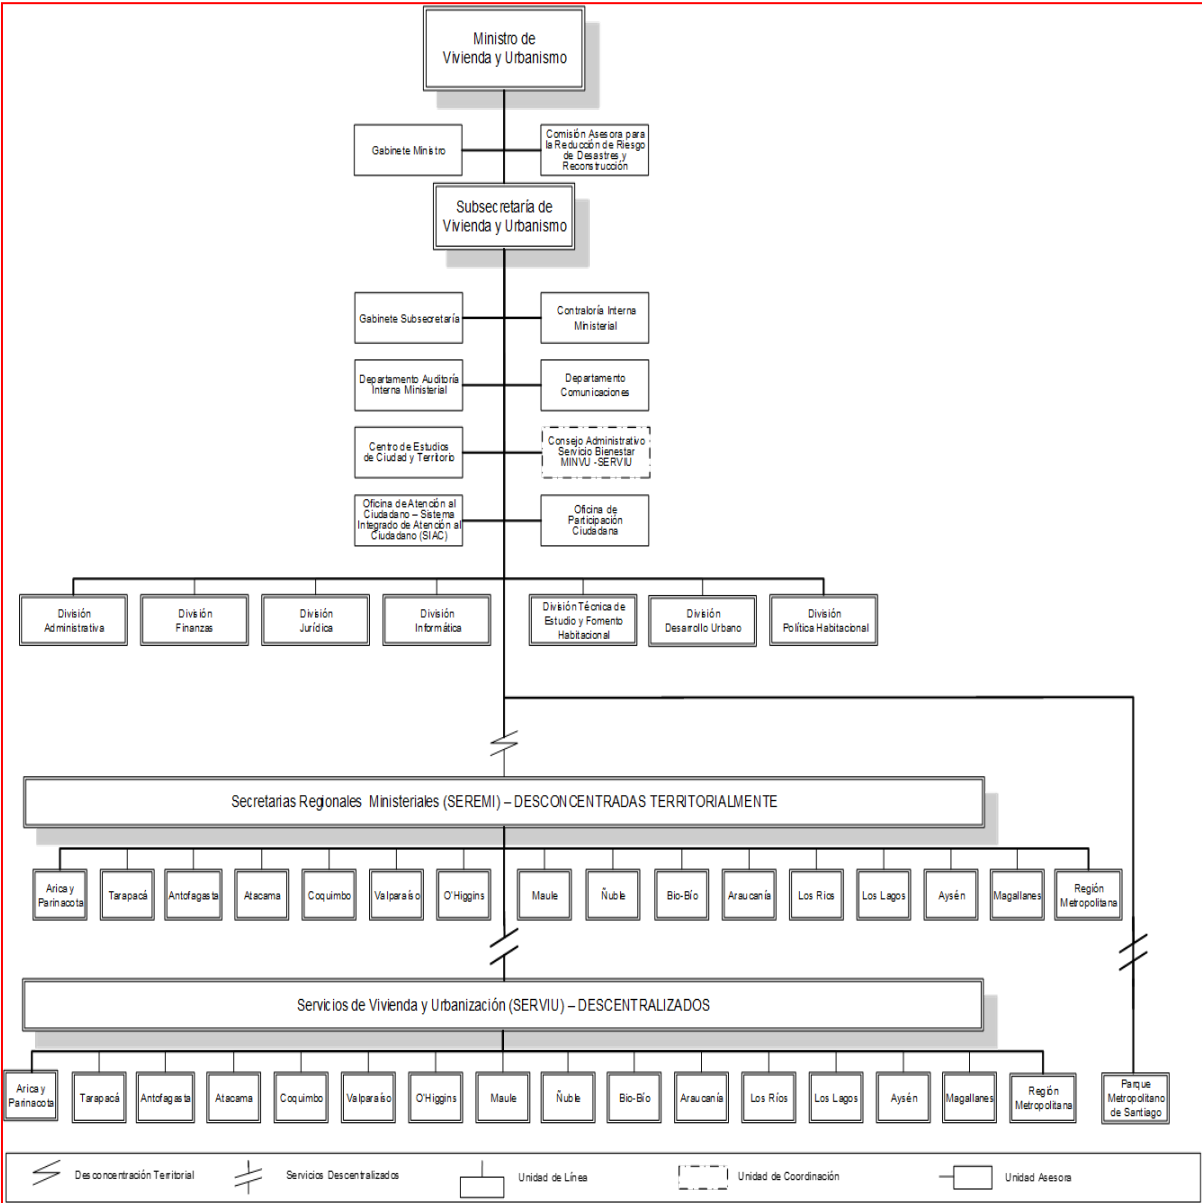 Ministro de
Vivienda y Urbanismo
Gabinete Ministro
Comisión Asesora para
la Reducción de Riesgo
de Desastres y
Reconstrucción
Subsecretaría de
Vivienda y Urbanismo
Gabinete Subsecretaría
Contraloría Interna
Ministerial
Departamento Auditoría
Interna Ministerial
Departamento
Comunicaciones
Centro de Estudios
de Ciudad y Territorio
Consejo Administrativo
Servicio Bienestar
MINVU -SERVIU
Oficina de Atención al
Ciudadano – Sistema
Integrado de Atención al
Ciudadano (SIAC)
Oficina de
Participación
Ciudadana
División
Administrativa
División
Finanzas
División
Jurídica
División
Informática
División Técnica de
Estudio y Fomento
Habitacional
División
Desarrollo Urbano
División
Política Habitacional
Secretarias Regionales Ministeriales (SEREMI) – DESCONCENTRADAS TERRITORIALMENTE
Arica y
Parinacota
Tarapacá
Antofagasta
Atacama
Coquimbo
Valparaíso
O'Higgins
Maule
Ñuble
Bio-Bío
Araucanía
Los Rios
Los Lagos
Aysén
Magallanes
Región
Metropolitana
Servicios de Vivienda y Urbanización (SERVIU) – DESCENTRALIZADOS
Arica y
Parinacota
Tarapacá
Antofagasta
Atacama
Coquimbo
Valparaíso
O'Higgins
Maule
Ñuble
Bio-Bío
Araucanía
Los Ríos
Los Lagos
Aysén
Magallanes
Región
Metropolitana
Parque
Metropolitano
de Santiago
Desconcentración Territorial
Servicios Descentralizados
Unidad de Línea
Unidad de Coordinación
Unidad Asesora